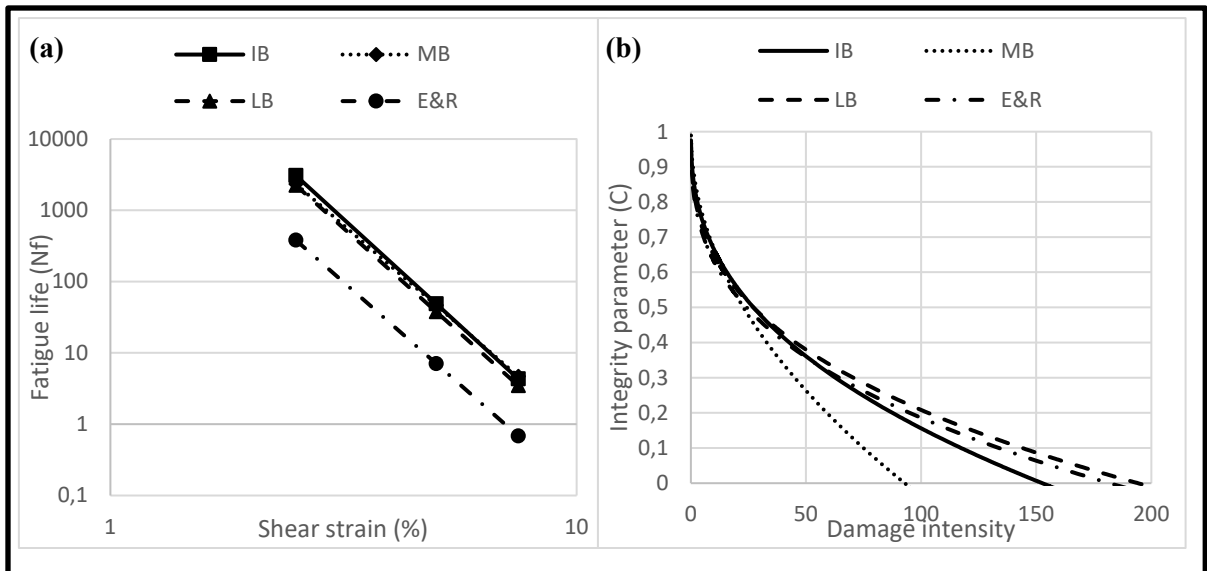 (a)
IB
MB
LB
E&R
10000
1000
100
10
1
0,1
Fatigue life (Nf)
1
10
Shear strain (%)
(b)
IB
MB
LB
E&R
1
0,9
0,8
0,7
0,6
0,5
0,4
0,3
0,2
0,1
0
Integrity parameter (C)
0
50
100
150
200
Damage intensity